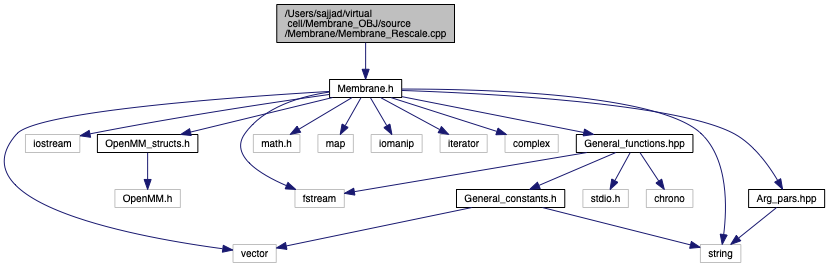 /Users/sajjad/virtual
cell/Membrane_OBJ/source
/Membrane/Membrane_Rescale.cpp
Membrane.h
iostream
OpenMM_structs.h
math.h
map
iomanip
iterator
complex
General_functions.hpp
OpenMM.h
fstream
General_constants.h
stdio.h
chrono
Arg_pars.hpp
vector
string